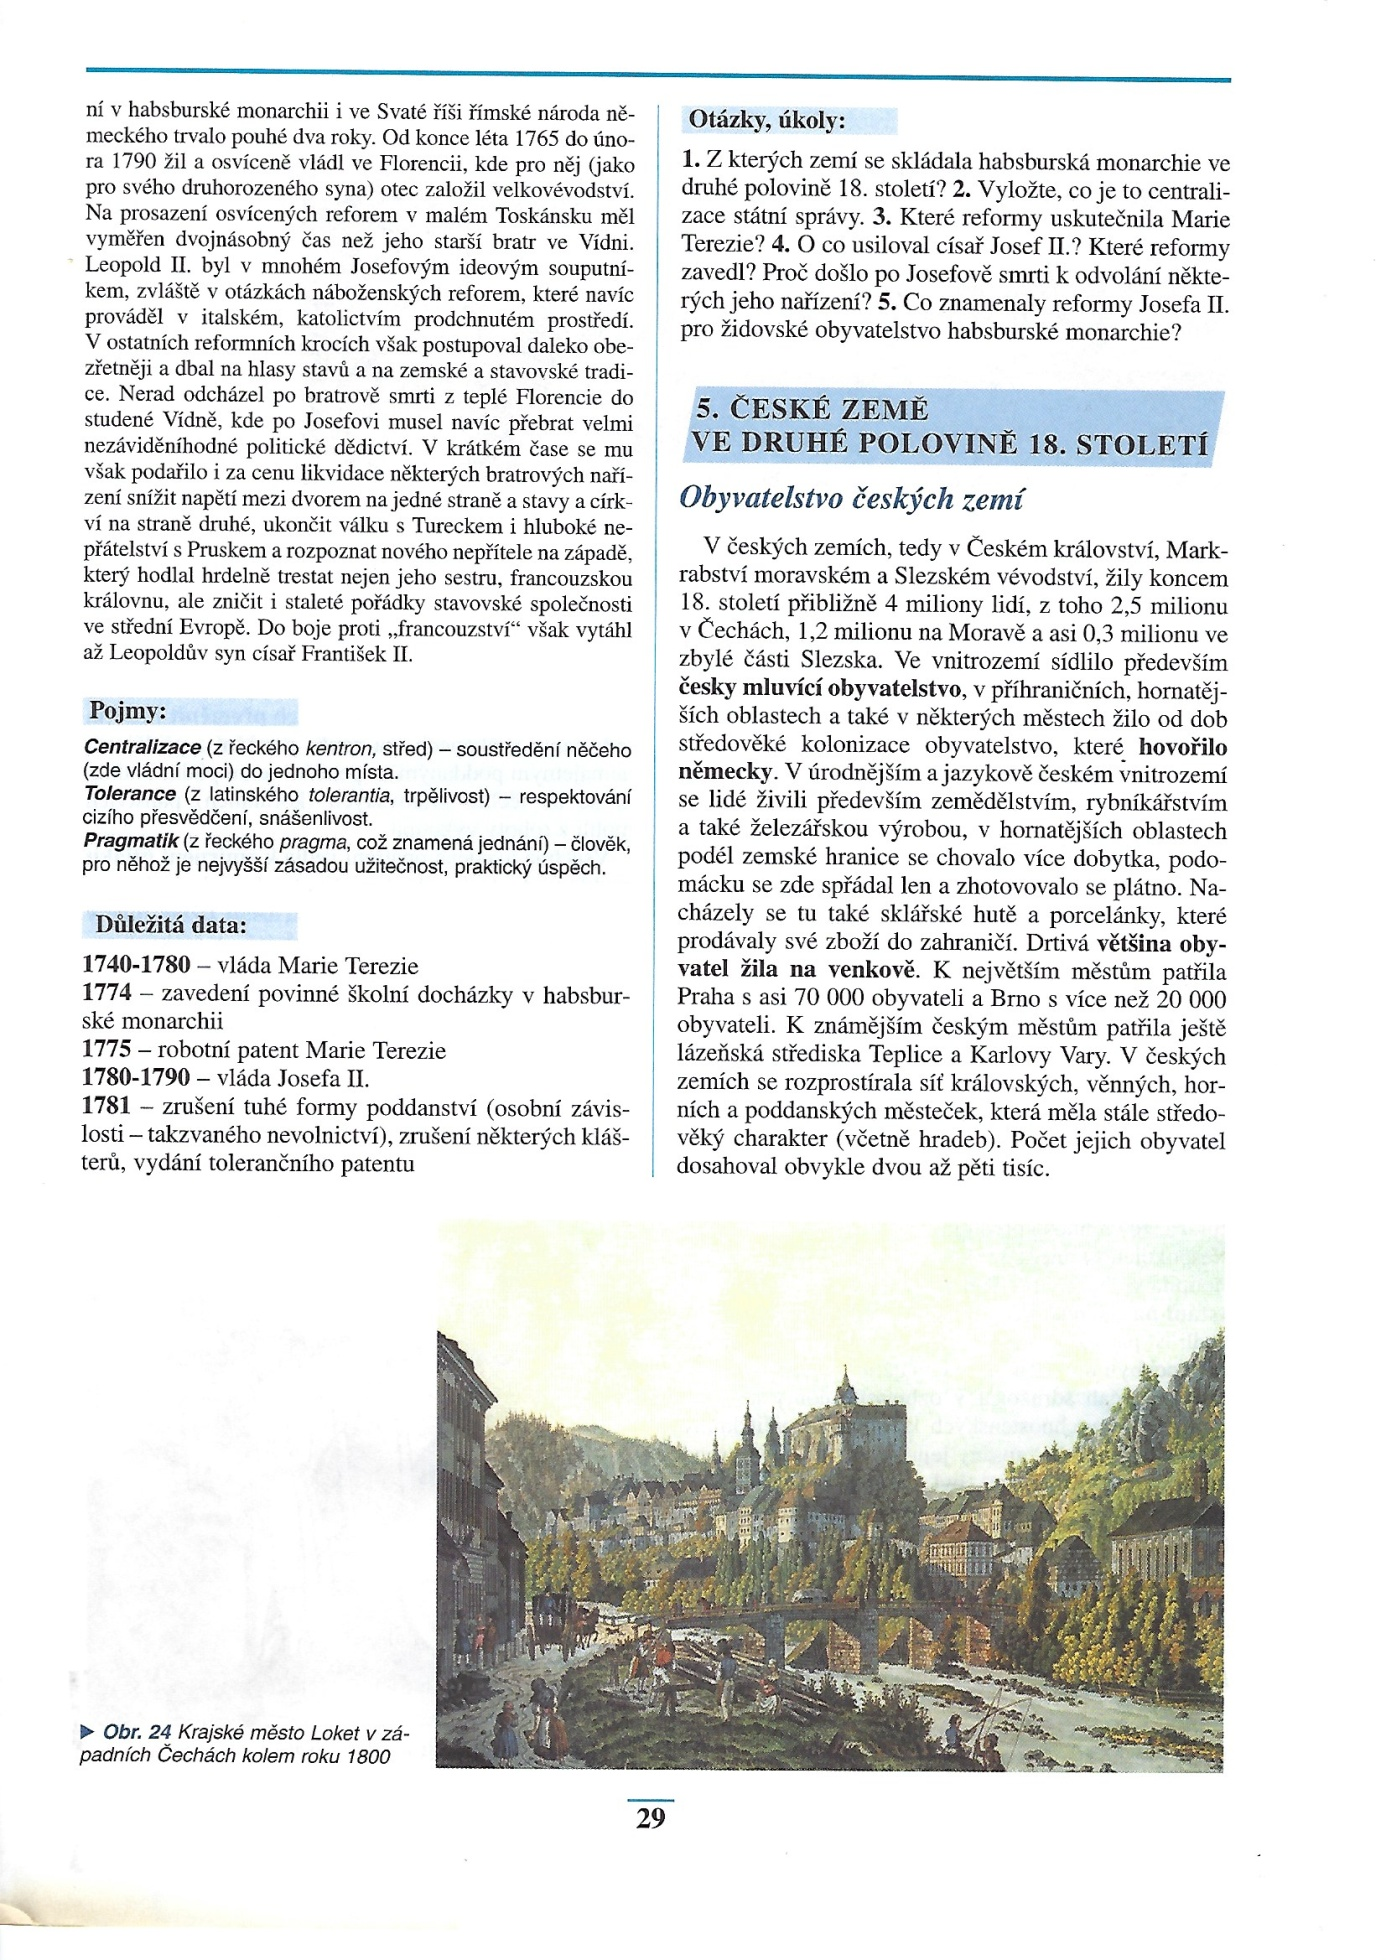 ní v habsburské monarchii i ve Svaté říši římské národa ně-
meckého trvalo pouhé dva roky. Od konce léta 1765 do úno-
ra 1790 žil a osvíceně vládl ve Florencii, kde pro něj (jako
pro svého druhorozeného syna) otec založil velkovévodství.
Na prosazení osvícených reforem v malém Toskánsku měl
vyměřen dvojnásobný čas než jeho starší bratr ve Vídni.
Leopold II. byl v mnohém Josefovým ideovým souputní-
kem, zvláště v otázkách náboženských reforem, které navíc
prováděl v italském, katolictvím prodchnutém prostředí.
V ostatních reformních krocích však postupoval daleko obe-
zřetněji a dbal na hlasy stavů a na zemské a stavovské tradi-
ce. Nerad odcházel po bratrově smrti z teplé Florencie do
studené Vídně, kde po Josefovi musel navíc přebrat velmi
nezáviděníhodné politické dědictví. V krátkém čase se mu
však podařilo i za cenu likvidace některých bratrových naří-
zení snížit napětí mezi dvorem na jedné straně a stavy a círk-
ví na straně druhé, ukončit válku s Tureckem i hluboké ne-
přátelství s Pruskem a rozpoznat nového nepřítele na západě,
který hodlal hrdelně trestat nejen jeho sestru, francouzskou
královnu, ale zničit i staleté pořádky stavovské společnosti
ve střední Evropě. Do boje proti „francouzství“ však vytáhl
až Leopoldův syn císař František II.
Pojmy:
Centralizace (z řeckého kentron, střed) – soustředění něčeho
(zde vládní moci) do jednoho místa.
Tolerance (z latinského tolerantia, trpělivost) – respektování
cizího přesvědčení, snášenlivost.
Pragmatik (z řeckého pragma, což znamená jednání) – člověk,
pro něhož je nejvyšší zásadou užitečnost, praktický úspěch.
Důležitá data:
1740-1780 – vláda Marie Terezie
1774 – zavedení povinné školní docházky v habsbur-
ské monarchii
1775 – robotní patent Marie Terezie
1780-1790 – vláda Josefa II.
1781 – zrušení tuhé formy poddanství (osobní závis-
losti – takzvaného nevolnictví), zrušení některých kláš-
terů, vydání tolerančního patentu
Otázky, úkoly:
1. Z kterých zemí se skládala habsburská monarchie ve
druhé polovině 18. století? 2. Vyložte, co je to centrali-
zace státní správy. 3. Které reformy uskutečnila Marie
Terezie? 4. O co usiloval císař Josef II.? Které reformy
zavedl? Proč došlo po Josefově smrti k odvolání někte-
rých jeho nařízení? 5. Co znamenaly reformy Josefa II.
pro židovské obyvatelstvo habsburské monarchie?
5. ČESKÉ ZEMĚ
VE DRUHÉ POLOVINĚ 18. STOLETÍ
Obyvatelstvo českých zemí
V českých zemích, tedy v Českém království, Mark-
rabství moravském a Slezském vévodství, žily koncem
18. století přibližně 4 miliony lidí, z toho 2,5 milionu
v Čechách, 1,2 milionu na Moravě a asi 0,3 milionu ve
zbylé části Slezska. Ve vnitrozemí sídlilo především
česky mluvící obyvatelstvo, v příhraničních, hornatěj-
ších oblastech a také v některých městech žilo od dob
středověké kolonizace obyvatelstvo, které hovořilo
německy. V úrodnějším a jazykově českém vnitrozemí
se lidé živili především zemědělstvím, rybníkářstvím
a také železářskou výrobou, v hornatějších oblastech
podél zemské hranice se chovalo více dobytka, podo-
mácku se zde spřádal len a zhotovovalo se plátno. Na-
cházely se tu také sklářské hutě a porcelánky, které
prodávaly své zboží do zahraničí. Drtivá většina oby-
vatel žila na venkově. K největším městům patřila
Praha s asi 70 000 obyvateli a Brno s více než 20 000
obyvateli. K známějším českým městům patřila ještě
lázeňská střediska Teplice a Karlovy Vary. V českých
zemích se rozprostírala síť královských, věnných, hor-
ních a poddanských městeček, která měla stále středo-
věký charakter (včetně hradeb). Počet jejich obyvatel
dosahoval obvykle dvou až pěti tisíc.
► Obr. 24 Krajské město Loket v zá-
padních Čechách kolem roku 1800
29